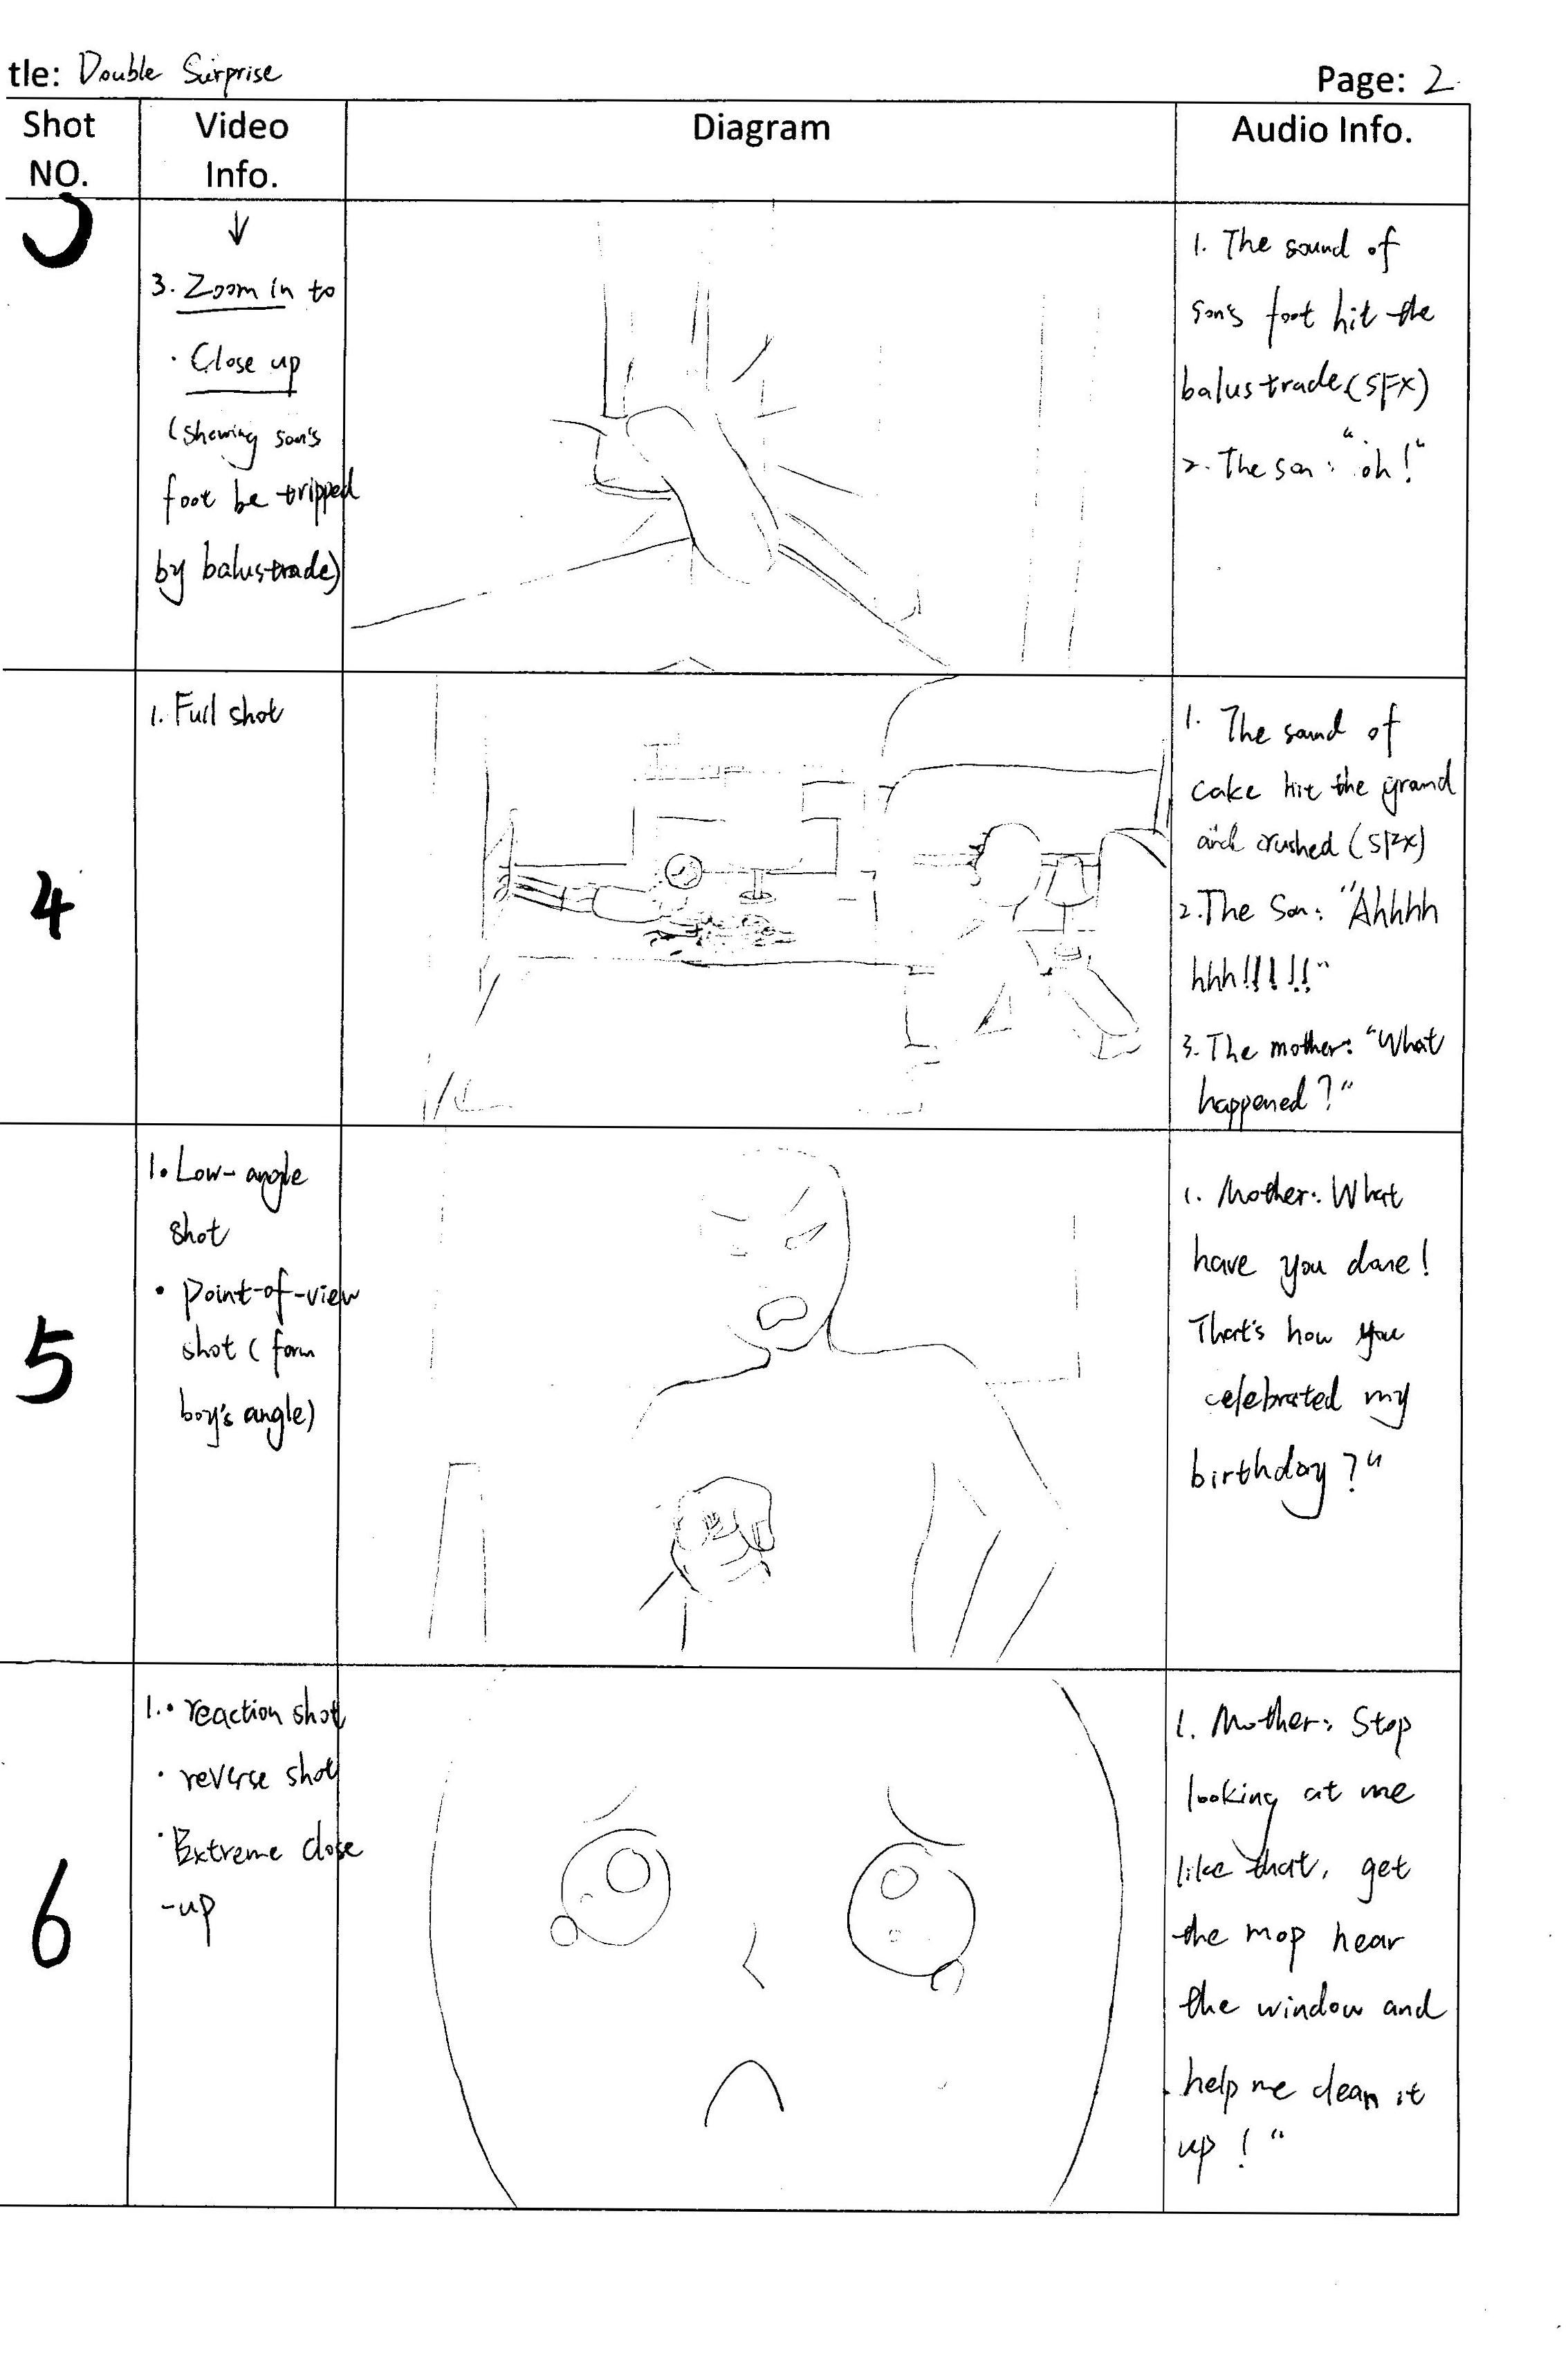 tle: Double Surprise
Page: 2
Shot NO.
Video Info.
Diagram
Audio Info.
↓
3. Zoom in to
· Close up
(showing son's
foot be tripped
by balustrade)
1. The sound of
son's foot hit the
balustrade (SFX)
2. The son: "oh!"
4
1. Full shot
1. The sound of
cake hit the grand
and crushed (SFX)
2. The Son: "Ahhhh
hhh!!!!!"
3. The mother: "What
happened?"
5
1. Low-angle
shot
· Point-of-view
shot ( form
boy's angle)
1. Mother: What
have you done!
That's how you
celebrated my
birthday?"
6
1. · reaction shot
· reverse shot
· Extreme close
-up
1. Mother: Stop
looking at me
like that, get
the mop near
the window and
help me clean it
up! "